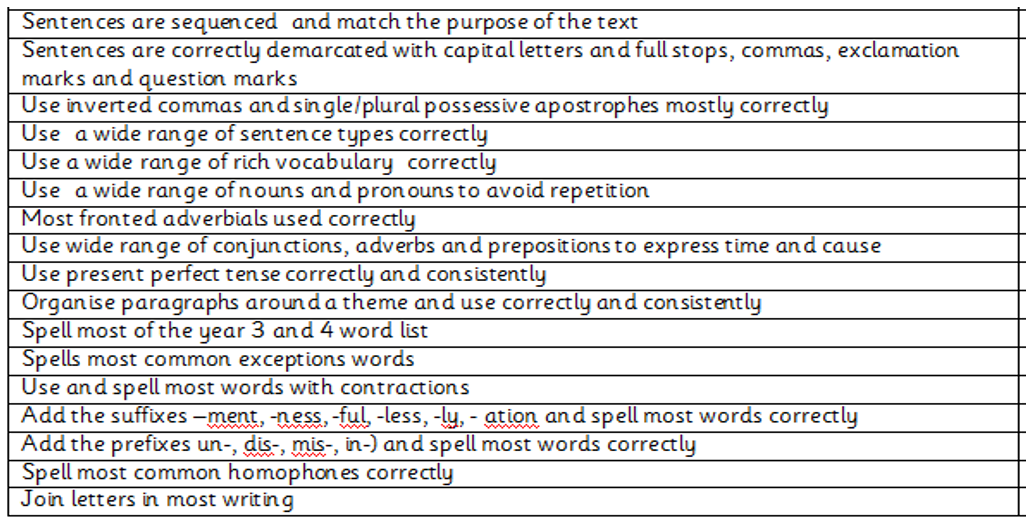 Sentences are sequenced and match the purpose of the text
Sentences are correctly demarcated with capital letters and full stops, commas, exclamation
marks and question marks
Use inverted commas and single/plural possessive apostrophes mostly correctly
Use a wide range of sentence types correctly
Use a wide range of rich vocabulary correctly
Use a wide range of nouns and pronouns to avoid repetition
Most fronted adverbials used correctly
Use wide range of conjunctions, adverbs and prepositions to express time and cause
Use present perfect tense correctly and consistently
Organise paragraphs around a theme and use correctly and consistently
Spell most of the year 3 and 4 word list
Spells most common exceptions words
Use and spell most words with contractions
Add the suffixes –ment, -ness, -ful, -less, -ly, - ation and spell most words correctly
Add the prefixes un-, dis-, mis-, in-) and spell most words correctly
Spell most common homophones correctly
Join letters in most writing